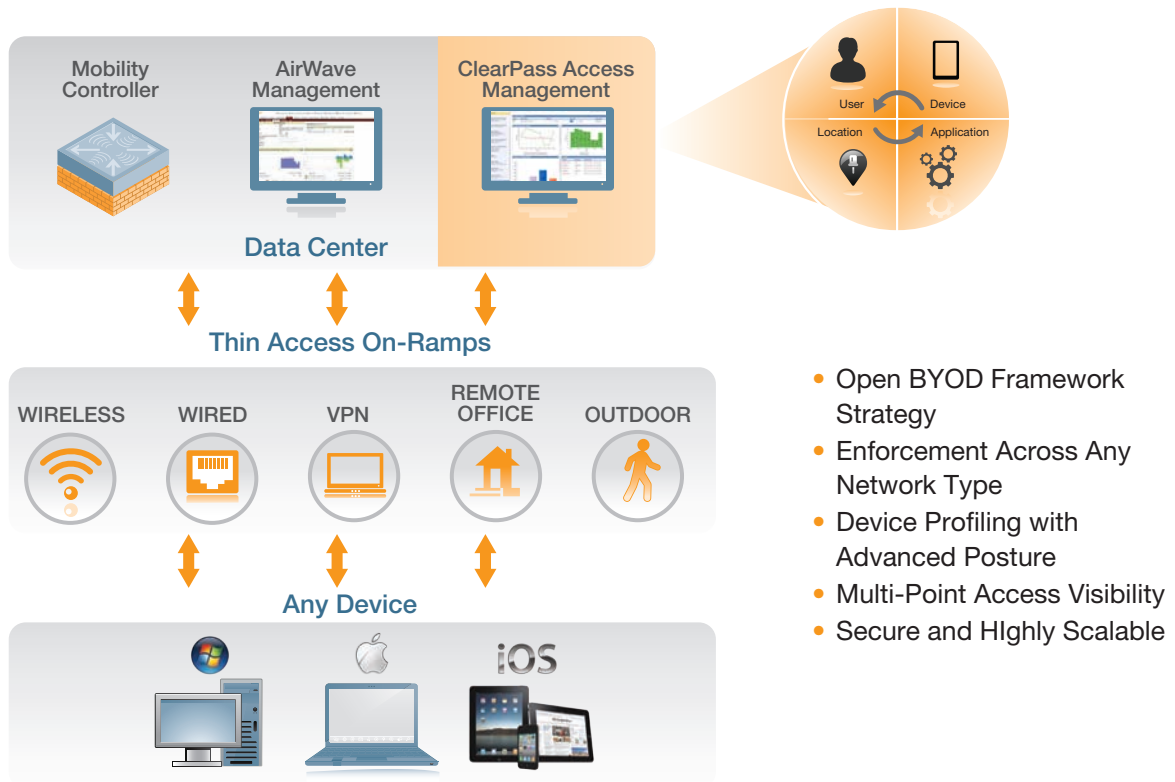 Mobility
Controller
AirWave
Management
ClearPass Access
Management
User
Device
Location
Application
Data Center
Thin Access On-Ramps
WIRELESS
WIRED
VPN
REMOTE
OFFICE
OUTDOOR
Any Device
iOS
• Open BYOD Framework
Strategy
• Enforcement Across Any
Network Type
• Device Profiling with
Advanced Posture
• Multi-Point Access Visibility
• Secure and HIghly Scalable